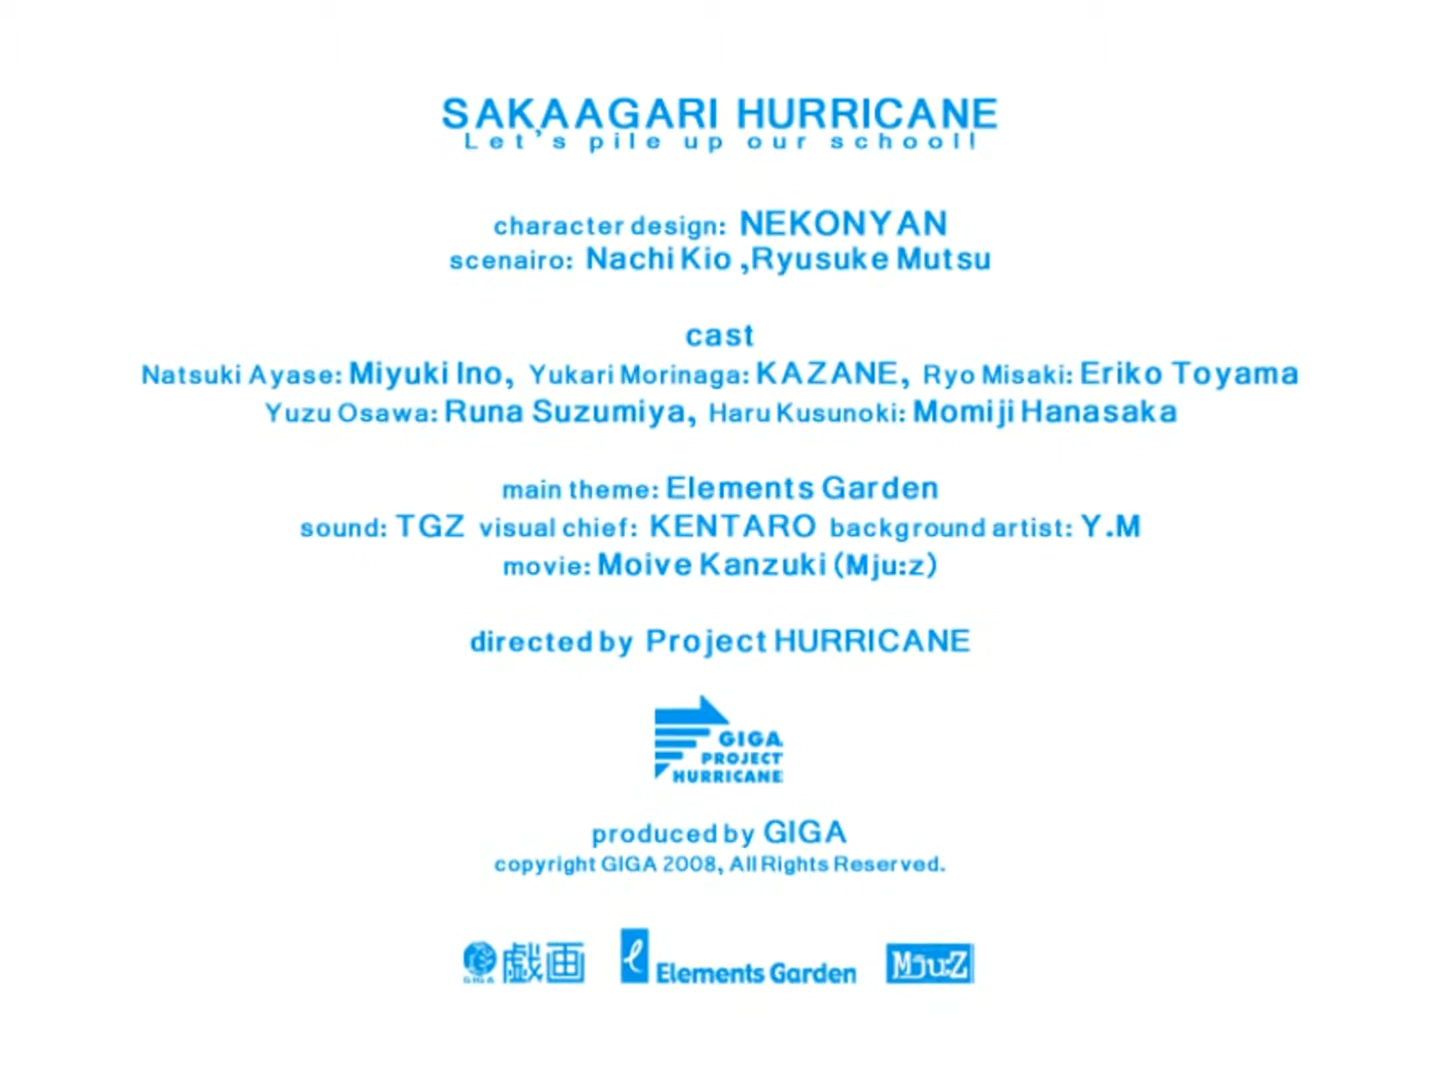 SAKAAGARI HURRICANE
Let's pile up our school!
character design: NEKONYAN
scenairo: Nachi Kio ,Ryusuke Mutsu
cast
Natsuki Ayase: Miyuki Ino, Yukari Morinaga: KAZANE, Ryo Misaki: Eriko Toyama
Yuzu Osawa: Runa Suzumiya, Haru Kusunoki: Momiji Hanasaka
main theme: Elements Garden
sound: TGZ visual chief: KENTARO background artist: Y.M
movie: Moive Kanzuki (Mju:z)
directed by Project HURRICANE
GIGA
PROJECT
HURRICANE
produced by GIGA
copyright GIGA 2008, All Rights Reserved.
GIGA 戯画 e Elements Garden Mju:Z